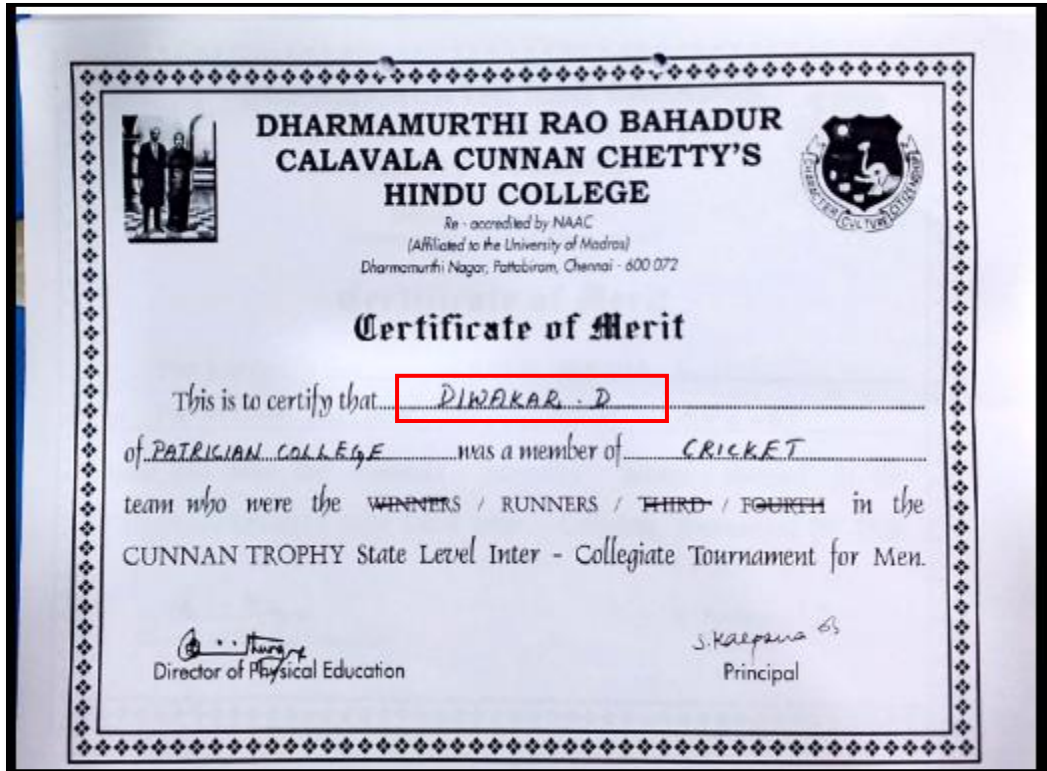 DHARMAMURTHI RAO BAHADUR
CALAVALA CUNNAN CHETTY'S
HINDU COLLEGE
Re - accredited by NAAC
(Affiliated to the University of Madras)
Dharmamurthi Nagar, Pattabiram, Chennai - 600 072
CHARACTER CULTURE
Certificate of Merit
This is to certify that DIWAKAR . D
of PATRICIAN COLLEGE was a member of CRICKET
team who were the WINNERS / RUNNERS / THIRD / FOURTH in the
CUNNAN TROPHY State Level Inter - Collegiate Tournament for Men.
S. Kalpana
Director of Physical Education Principal